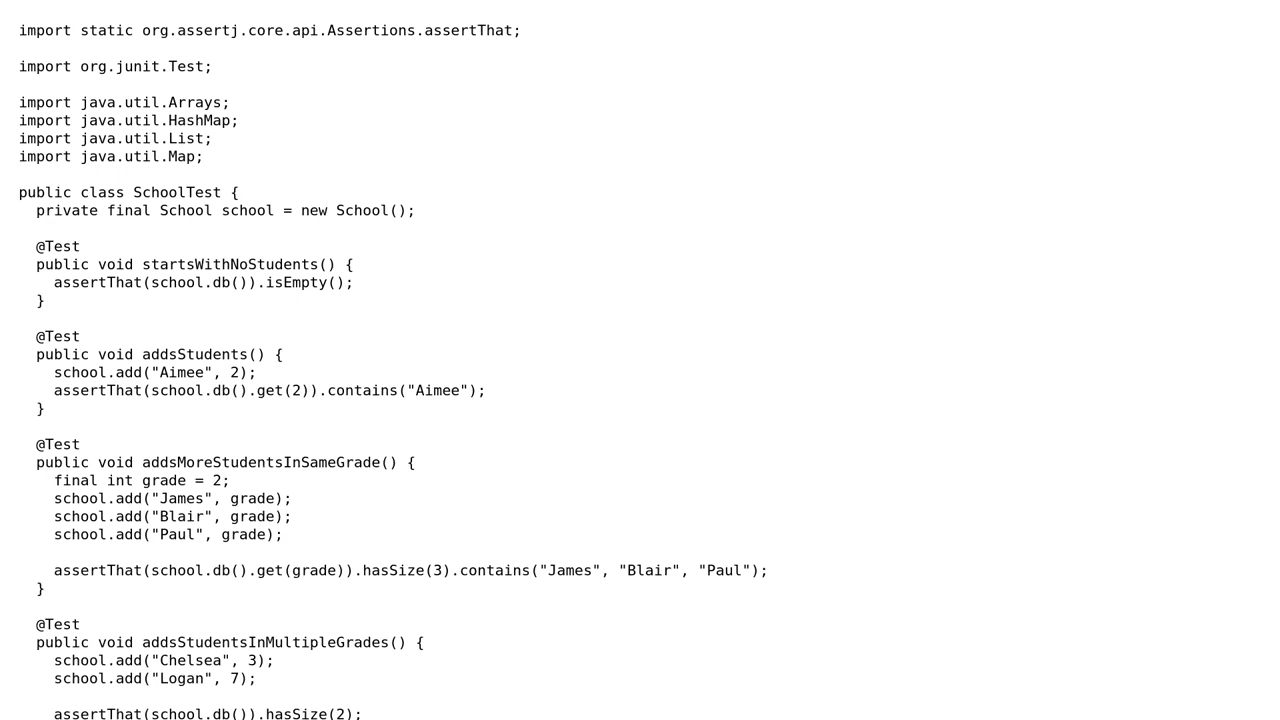 import static org.assertj.core.api.Assertions.assertThat;

import org.junit.Test;

import java.util.Arrays;
import java.util.HashMap;
import java.util.List;
import java.util.Map;

public class SchoolTest {
  private final School school = new School();

  @Test
  public void startsWithNoStudents() {
    assertThat(school.db()).isEmpty();
  }

  @Test
  public void addsStudents() {
    school.add("Aimee", 2);
    assertThat(school.db().get(2)).contains("Aimee");
  }

  @Test
  public void addsMoreStudentsInSameGrade() {
    final int grade = 2;
    school.add("James", grade);
    school.add("Blair", grade);
    school.add("Paul", grade);

    assertThat(school.db().get(grade)).hasSize(3).contains("James", "Blair", "Paul");
  }

  @Test
  public void addsStudentsInMultipleGrades() {
    school.add("Chelsea", 3);
    school.add("Logan", 7);

    assertThat(school.db()).hasSize(2);